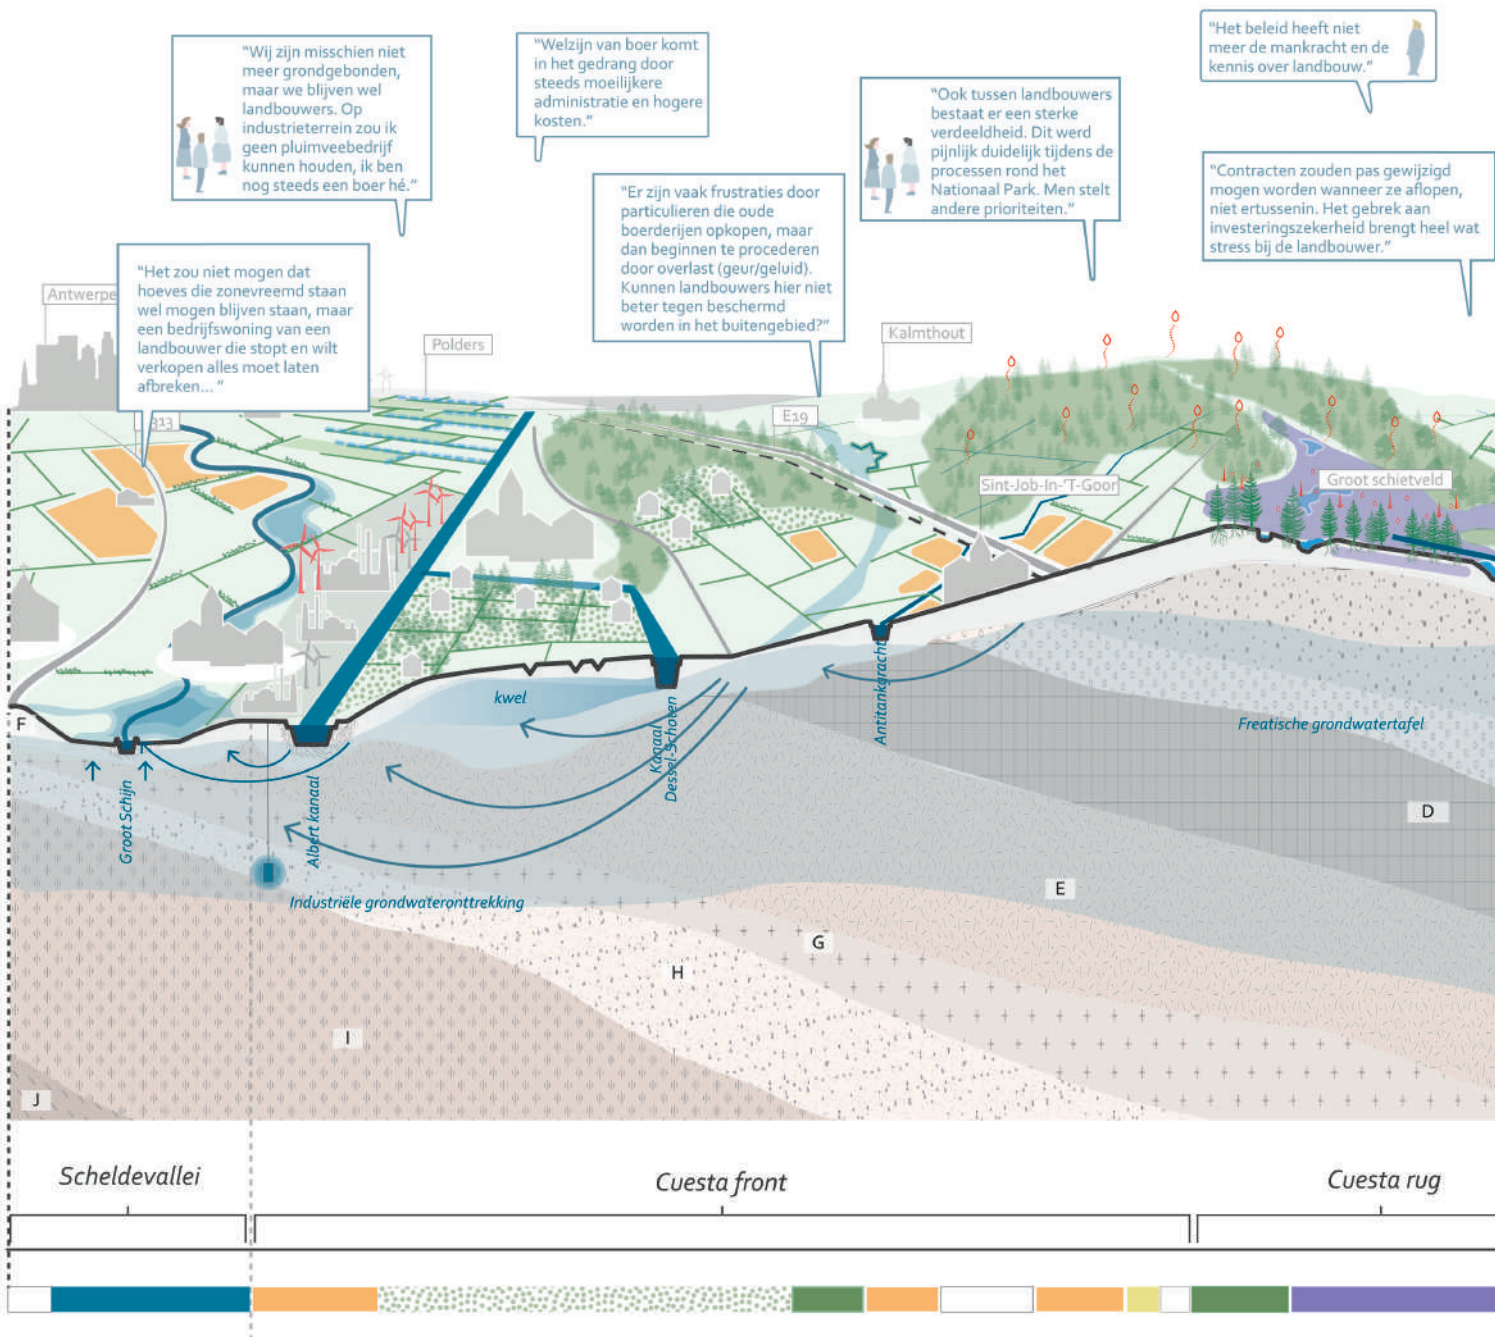 "Het beleid heeft niet
meer de mankracht en de
kennis over landbouw."
"Wij zijn misschien niet
meer grondgebonden,
maar we blijven wel
landbouwers. Op
industrieterrein zou ik
geen pluimveebedrijf
kunnen houden, ik ben
nog steeds een boer hé."
"Welzijn van boer komt
in het gedrang door
steeds moeilijkere
administratie en hogere
kosten."
"Ook tussen landbouwers
bestaat er een sterke
verdeeldheid. Dit werd
pijnlijk duidelijk tijdens de
processen rond het
Nationaal Park. Men stelt
andere prioriteiten."
"Contracten zouden pas gewijzigd
mogen worden wanneer ze aflopen,
niet ertussenin. Het gebrek aan
investeringszekerheid brengt heel wat
stress bij de landbouwer."
"Er zijn vaak frustraties door
particulieren die oude
boerderijen opkopen, maar
dan beginnen te procederen
door overlast (geur/geluid).
Kunnen landbouwers hier niet
beter tegen beschermd
worden in het buitengebied?"
"Het zou niet mogen dat
hoeves die zonevreemd staan
wel mogen blijven staan, maar
een bedrijfswoning van een
landbouwer die stopt en wilt
verkopen alles moet laten
afbreken... "
Antwerpe
Polders
Kalmthout
E19
313
Sint-Job-In-'T-Goor
Groot schietveld
kwel
F
Groot Schijn
Albert kanaal
Kanaal
Dessel-Schoten
Antitankgracht
Freatische grondwatertafel
Industriële grondwateronttrekking
D
E
G
H
I
J
Scheldevallei
Cuesta front
Cuesta rug